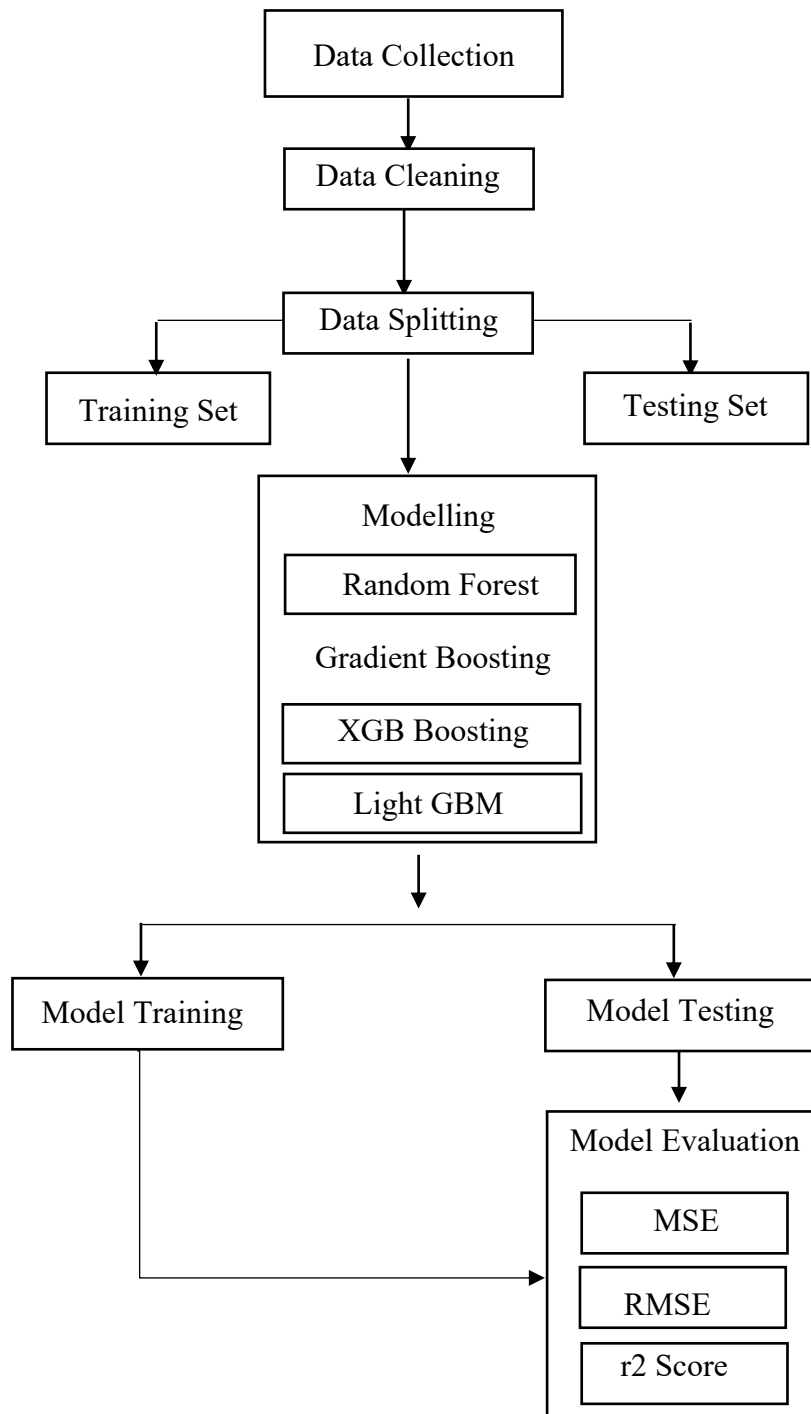 Data Collection
Data Cleaning
Data Splitting
Training Set
Testing Set
Modelling
Random Forest
Gradient Boosting
XGB Boosting
Light GBM
Model Training
Model Testing
Model Evaluation
MSE
RMSE
r2 Score